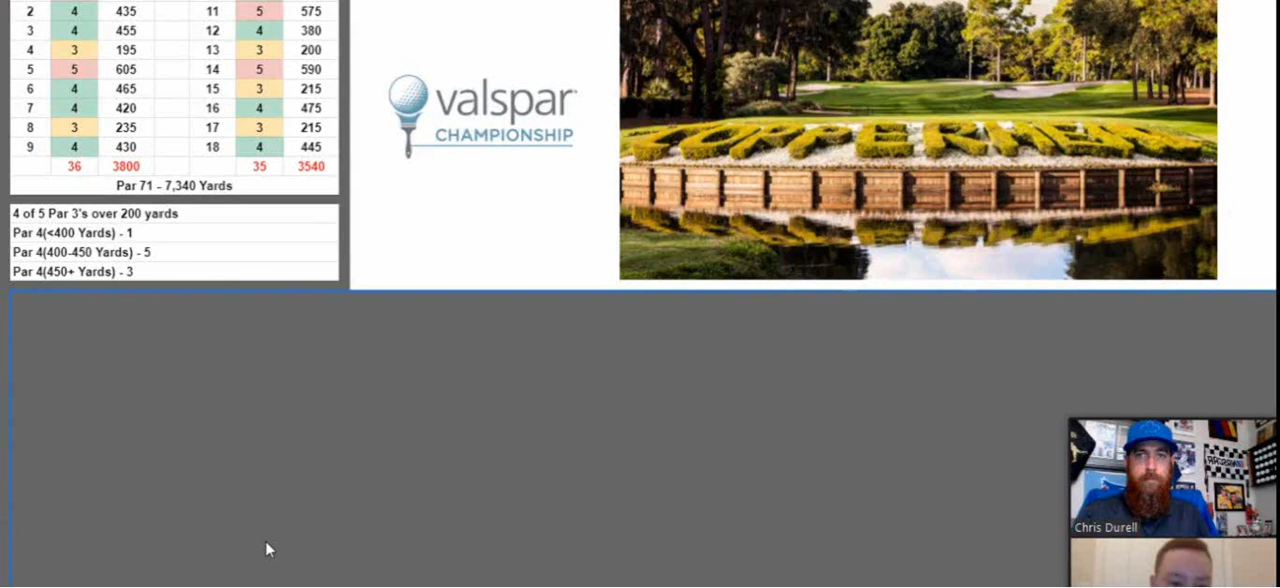 2 4 435 11 5 575
3 4 455 12 4 380
4 3 195 13 3 200
5 5 605 14 5 590
6 4 465 15 3 215
7 4 420 16 4 475
8 3 235 17 3 215
9 4 430 18 4 445
36 3800 35 3540
Par 71 - 7,340 Yards
4 of 5 Par 3's over 200 yards
Par 4(<400 Yards) - 1
Par 4(400-450 Yards) - 5
Par 4(450+ Yards) - 3
valspar
CHAMPIONSHIP
COPPERHEAD
NASCAR
Chris Durell